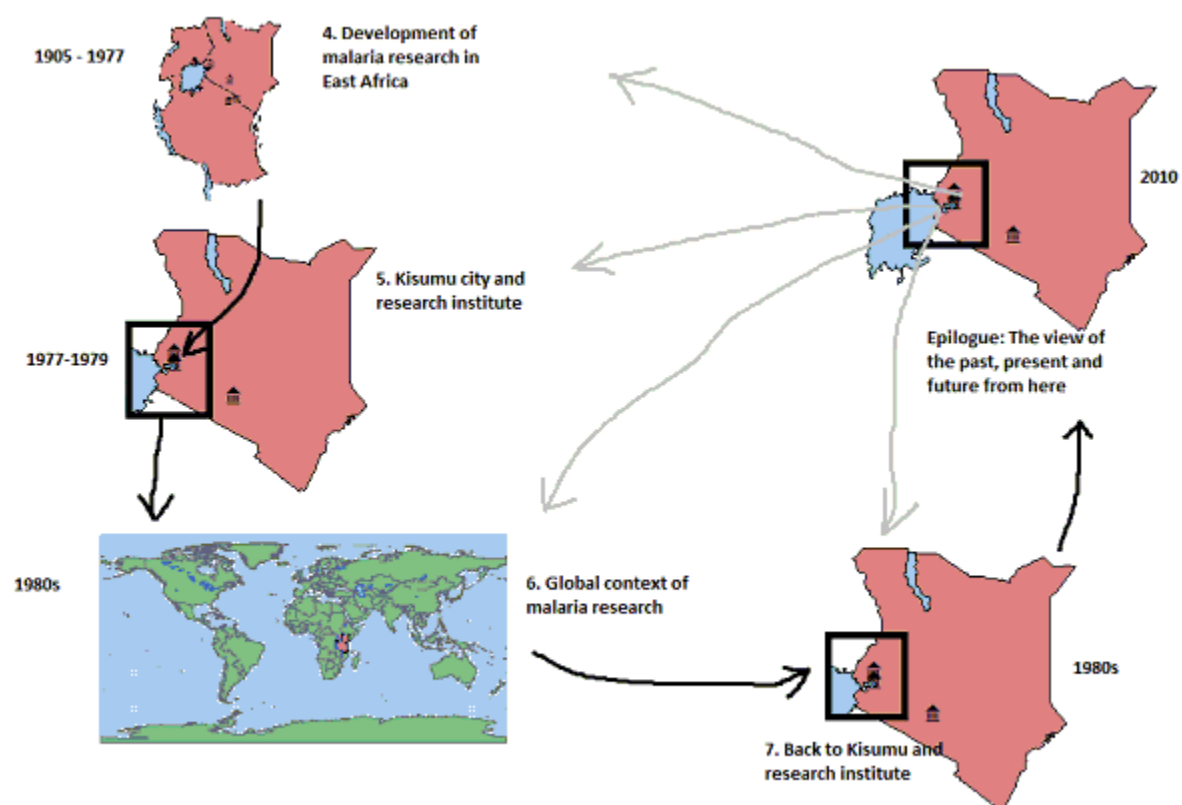 1905 - 1977
4. Development of
malaria research in
East Africa
2010
5. Kisumu city and
research institute
1977-1979
Epilogue: The view of
the past, present and
future from here
1980s
6. Global context of
malaria research
1980s
7. Back to Kisumu and
research institute